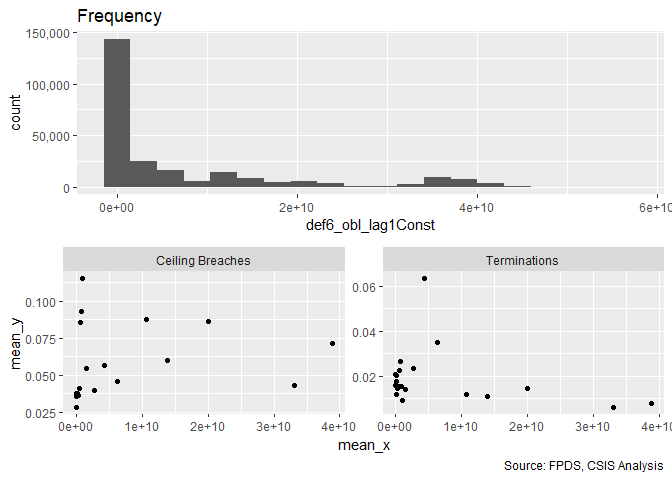 Frequency
150,000
100,000
50,000
0
count
0e+00 2e+10 4e+10 6e+10
def6_obl_lag1Const
Ceiling Breaches Terminations
0.100
0.075
0.050
0.025
mean_y
0.06
0.04
0.02
0e+00 1e+10 2e+10 3e+10 4e+10 0e+00 1e+10 2e+10 3e+10 4e+10
mean_x
Source: FPDS, CSIS Analysis